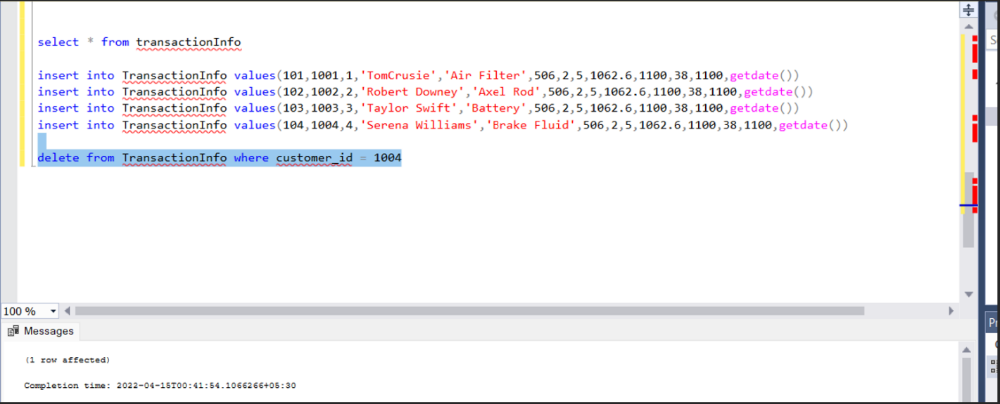 select * from transactionInfo
insert into TransactionInfo values(101,1001,1,'TomCrusie','Air Filter',506,2,5,1062.6,1100,38,1100,getdate())
insert into TransactionInfo values(102,1002,2,'Robert Downey','Axel Rod',506,2,5,1062.6,1100,38,1100,getdate())
insert into TransactionInfo values(103,1003,3,'Taylor Swift','Battery',506,2,5,1062.6,1100,38,1100,getdate())
insert into TransactionInfo values(104,1004,4,'Serena Williams','Brake Fluid',506,2,5,1062.6,1100,38,1100,getdate())
delete from TransactionInfo where customer_id = 1004
100 %
Messages
(1 row affected)
Completion time: 2022-04-15T00:41:54.1066266+05:30